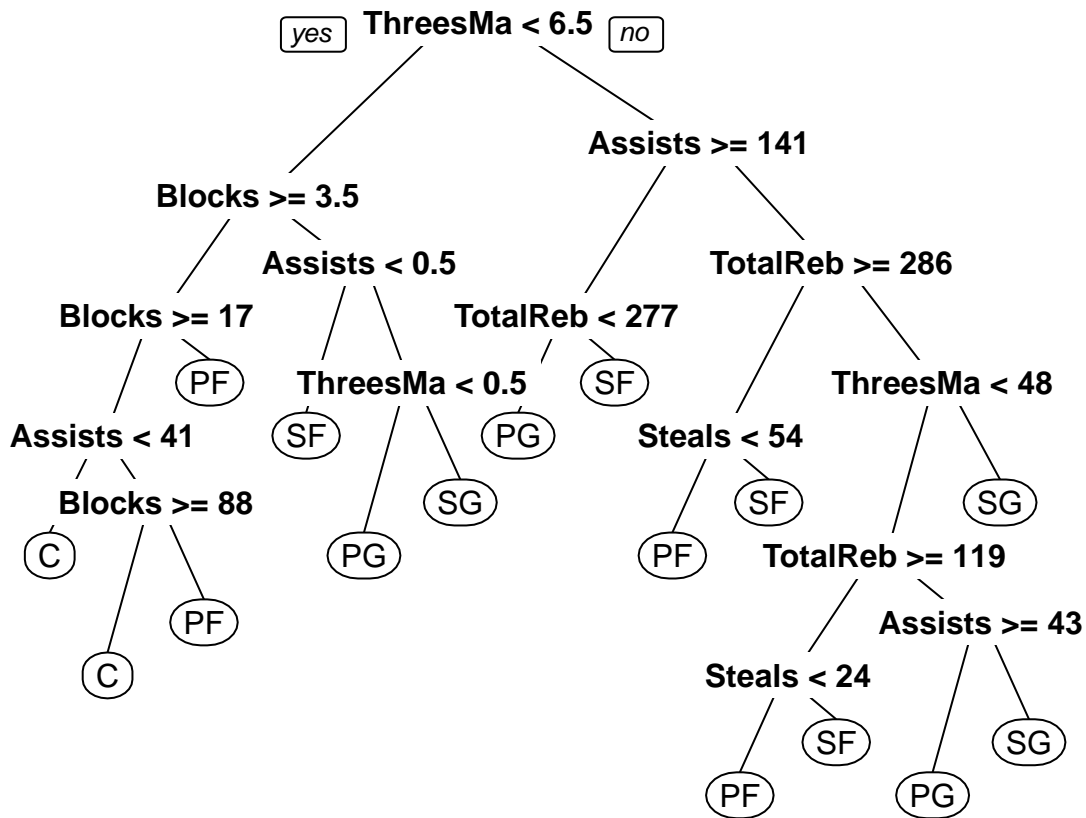 yes ThreesMa < 6.5 no
Assists >= 141
Blocks >= 3.5
Assists < 0.5 TotalReb >= 286
Blocks >= 17 TotalReb < 277
PF ThreesMa < 0.5 SF ThreesMa < 48
Assists < 41 SF PG Steals < 54
Blocks >= 88 SG SF SG
C PG PF TotalReb >= 119
PF Assists >= 43
C Steals < 24
SF SG
PF PG